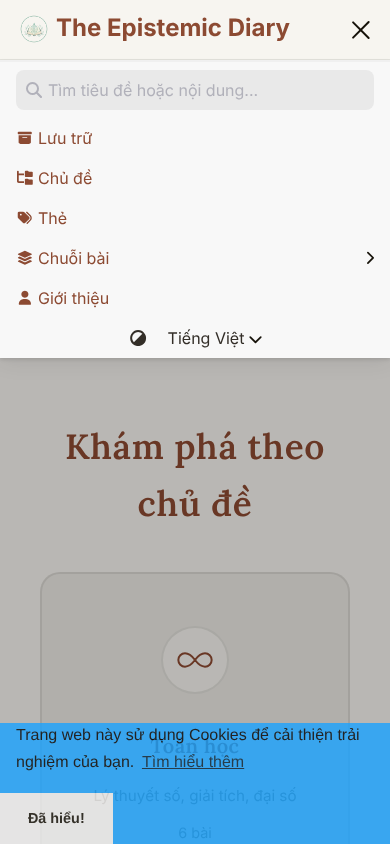 The Epistemic Diary
Tìm tiêu đề hoặc nội dung...
Lưu trữ
Chủ đề
Thẻ
Chuỗi bài
Giới thiệu
Tiếng Việt
Khám phá theo
chủ đề
Trang web này sử dụng Cookies để cải thiện trải
Toán học
nghiệm của bạn. Tìm hiểu thêm
Lý thuyết số, giải tích, đại số
Đã hiểu!
6 bài